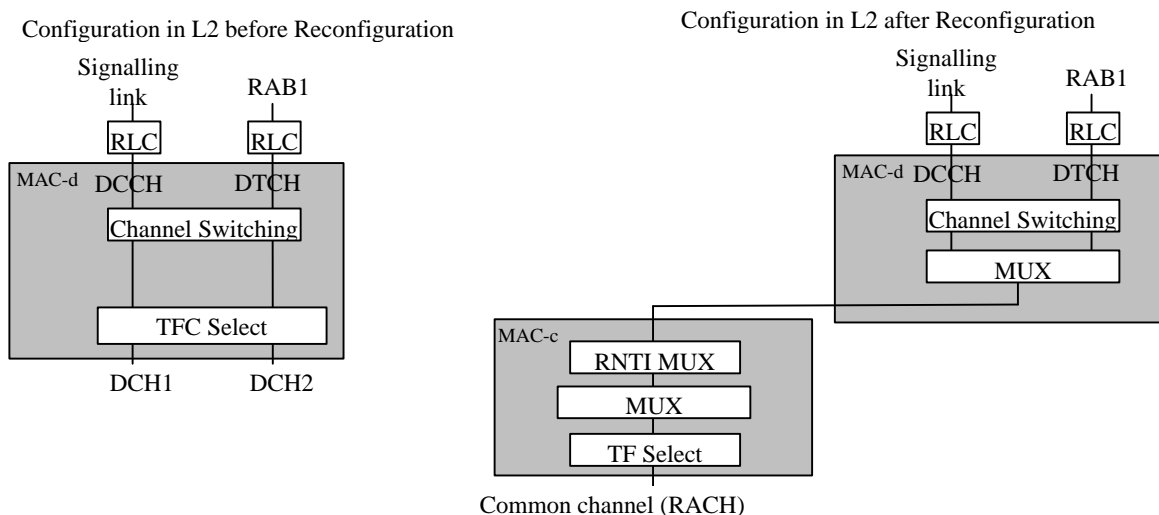 Configuration in L2 before Reconfiguration
Signalling
link
RAB1
RLC
RLC
MAC-d
DCCH
DTCH
Channel Switching
TFC Select
DCH1
DCH2
Configuration in L2 after Reconfiguration
Signalling
link
RAB1
RLC
RLC
MAC-d
DCCH
DTCH
Channel Switching
MUX
MAC-c
RNTI MUX
MUX
TF Select
Common channel (RACH)